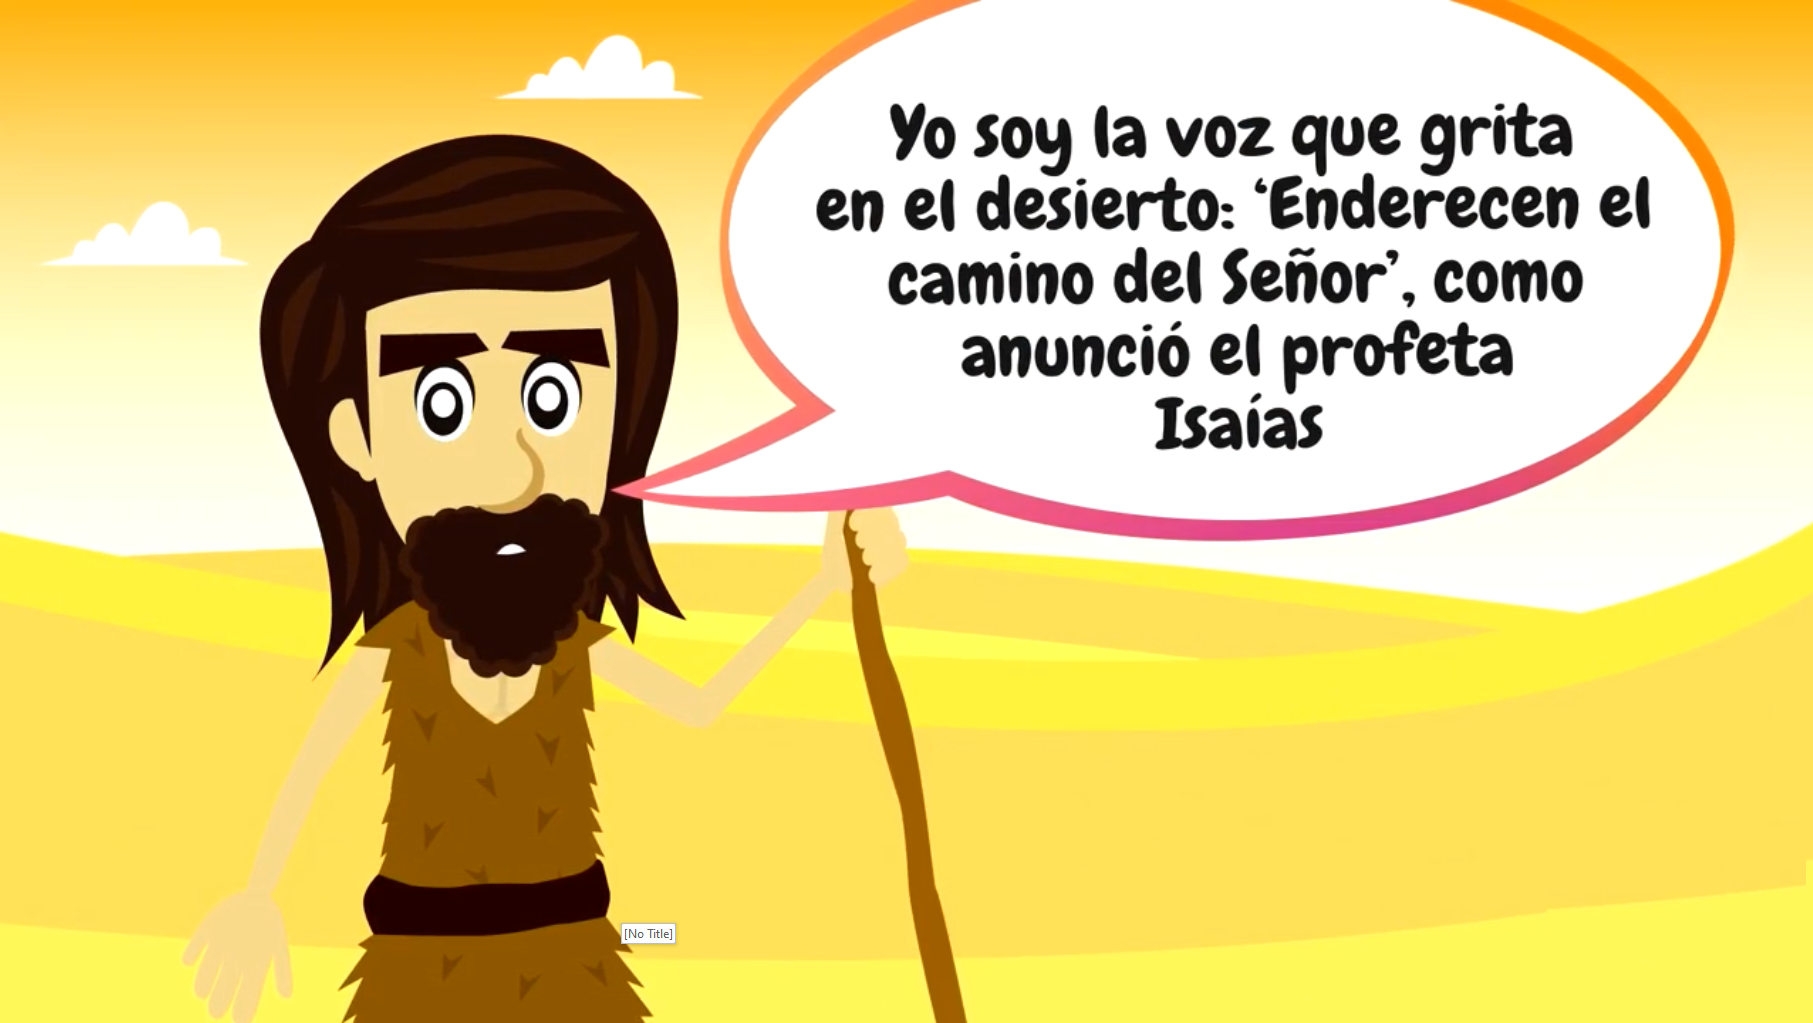 Yo soy la voz que grita
en el desierto: ‘Enderecen el
camino del Señor’, como
anunció el profeta
Isaías
[No Title]